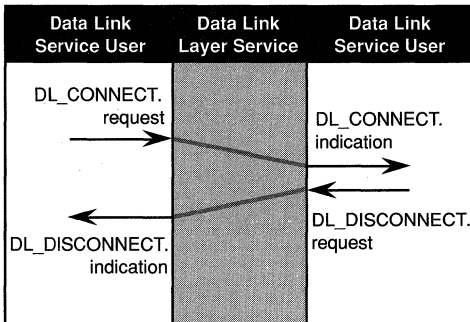 Data Link
Service User
Data Link
Layer Service
Data Link
Service User
DL_CONNECT.
request
DL_CONNECT.
indication
DL_DISCONNECT.
indication
DL_DISCONNECT.
request